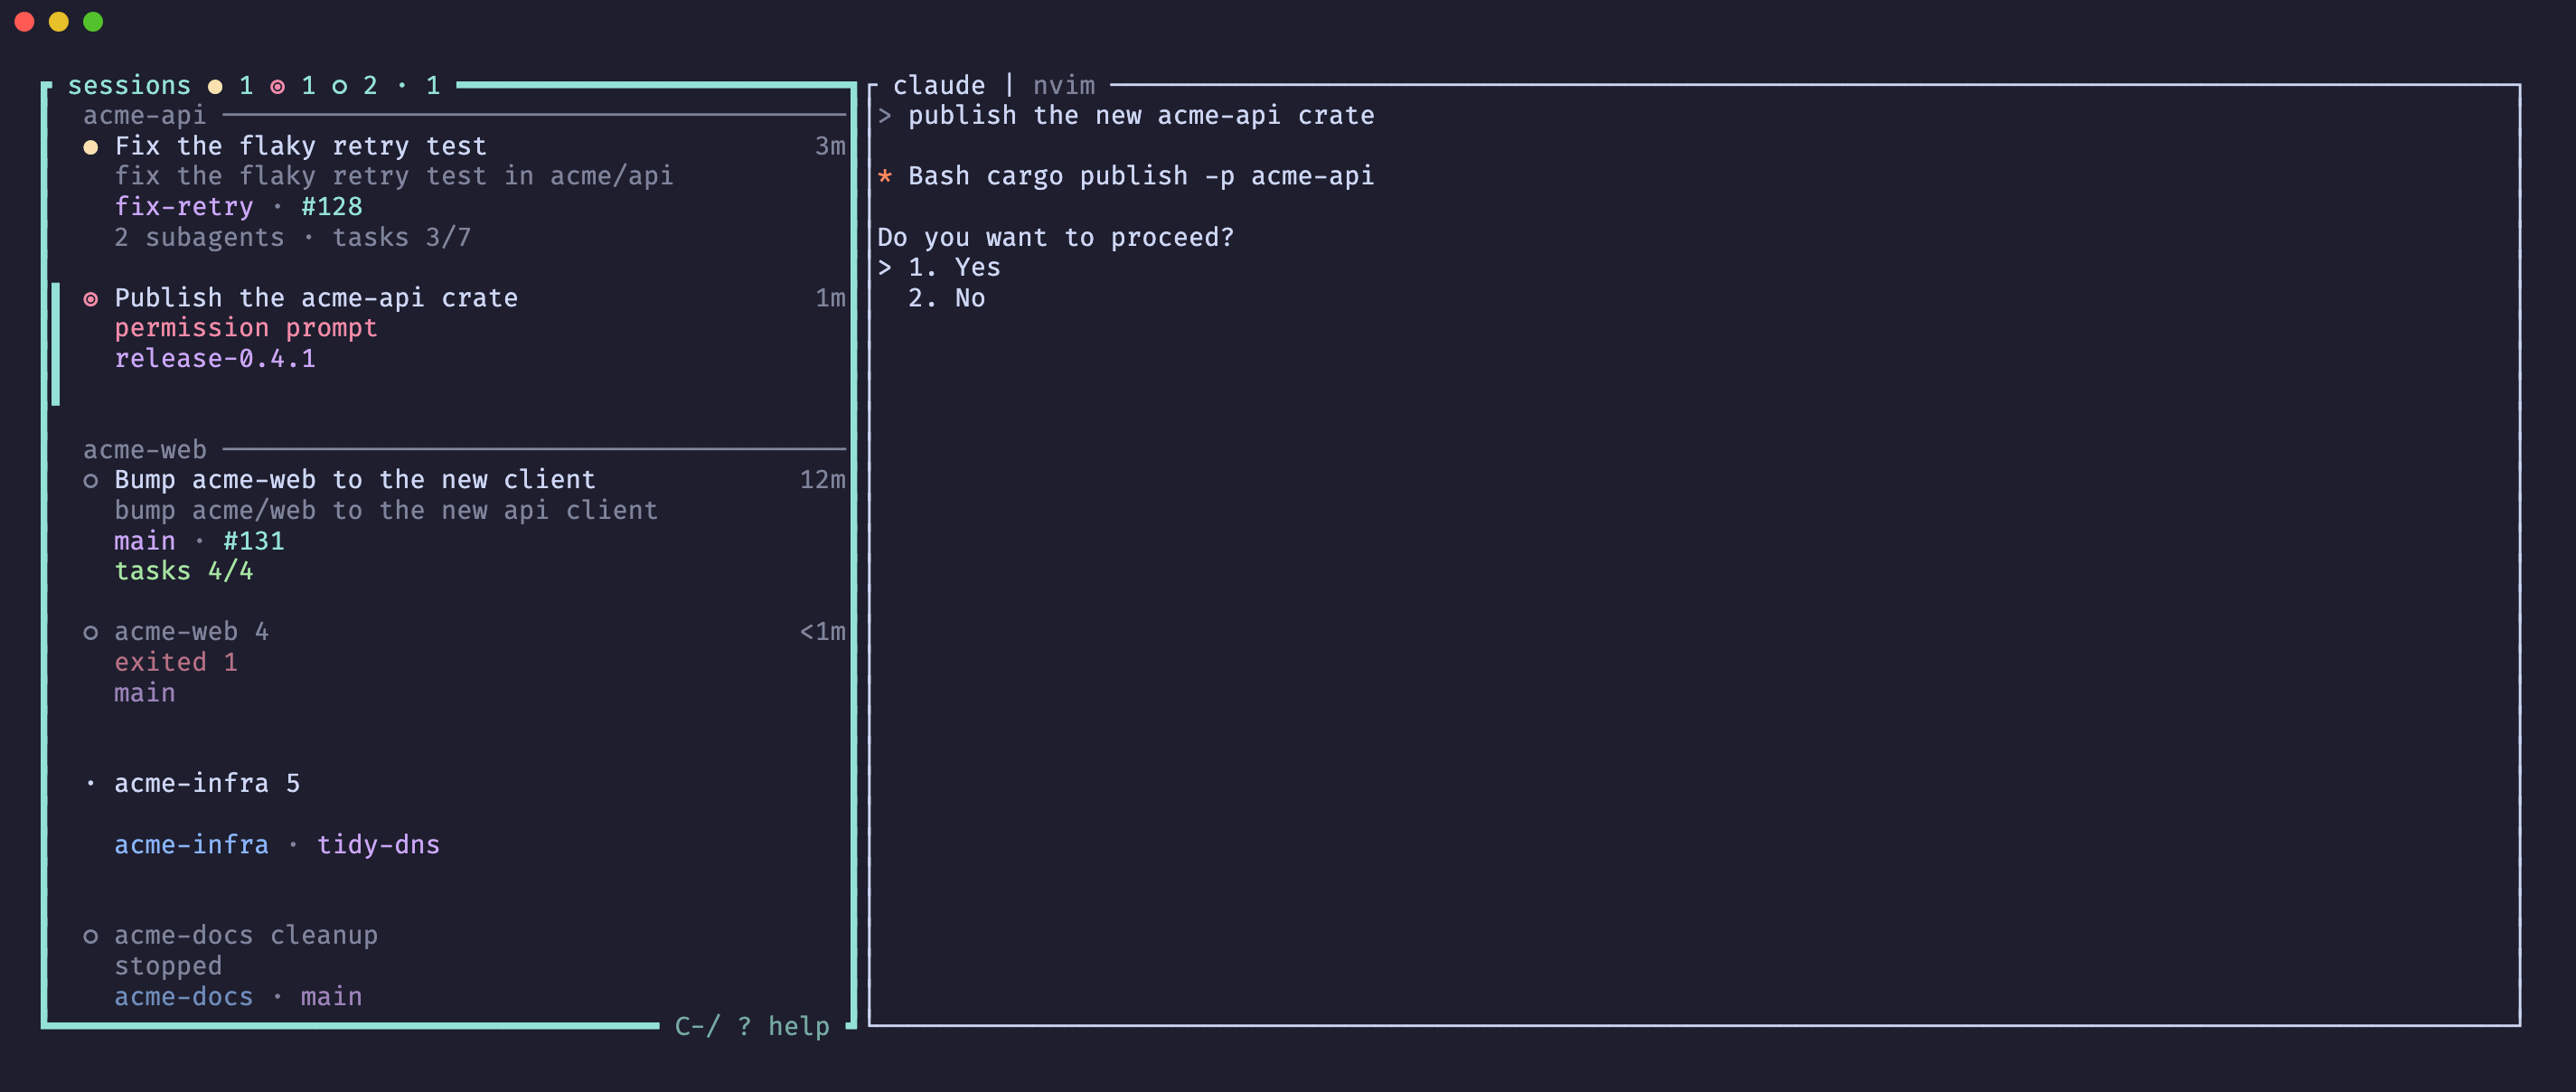 sessions ● 1 ◉ 1 ○ 2 · 1
acme-api
● Fix the flaky retry test 3m
fix the flaky retry test in acme/api
fix-retry · #128
2 subagents · tasks 3/7
◉ Publish the acme-api crate 1m
permission prompt
release-0.4.1
acme-web
○ Bump acme-web to the new client 12m
bump acme/web to the new api client
main · #131
tasks 4/4
○ acme-web 4 <1m
exited 1
main
· acme-infra 5
acme-infra · tidy-dns
○ acme-docs cleanup
stopped
acme-docs · main
C-/ ? help
claude | nvim
> publish the new acme-api crate
* Bash cargo publish -p acme-api
Do you want to proceed?
> 1. Yes
2. No